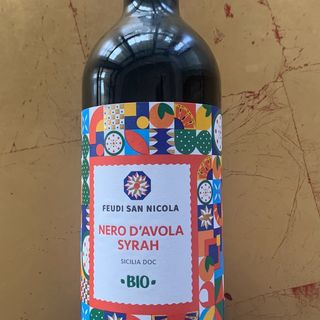 FEUDI SAN NICOLA
NERO D'AVOLA
SYRAH
SICILIA DOC
•BIO•